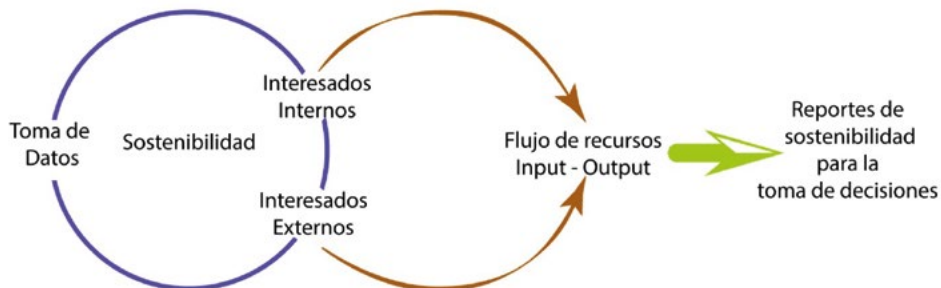 Toma de
Datos
Sostenibilidad
Interesados
Internos
Interesados
Externos
Flujo de recursos
Input - Output
Reportes de
sostenibilidad
para la
toma de decisiones